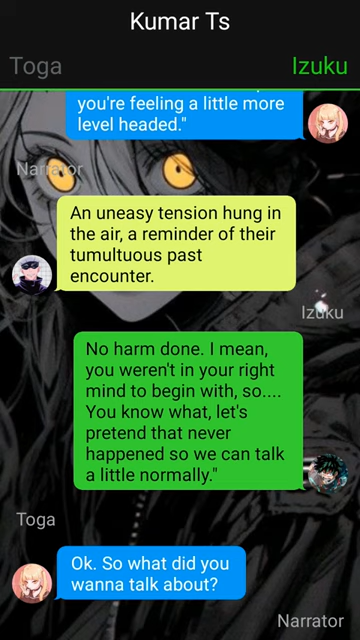 Kumar Ts
Toga
Izuku
you're feeling a little more
level headed."
Narrator
An uneasy tension hung in
the air, a reminder of their
tumultuous past
encounter.
Izuku
No harm done. I mean,
you weren't in your right
mind to begin with, so....
You know what, let's
pretend that never
happened so we can talk
a little normally."
Toga
Ok. So what did you
wanna talk about?
Narrator